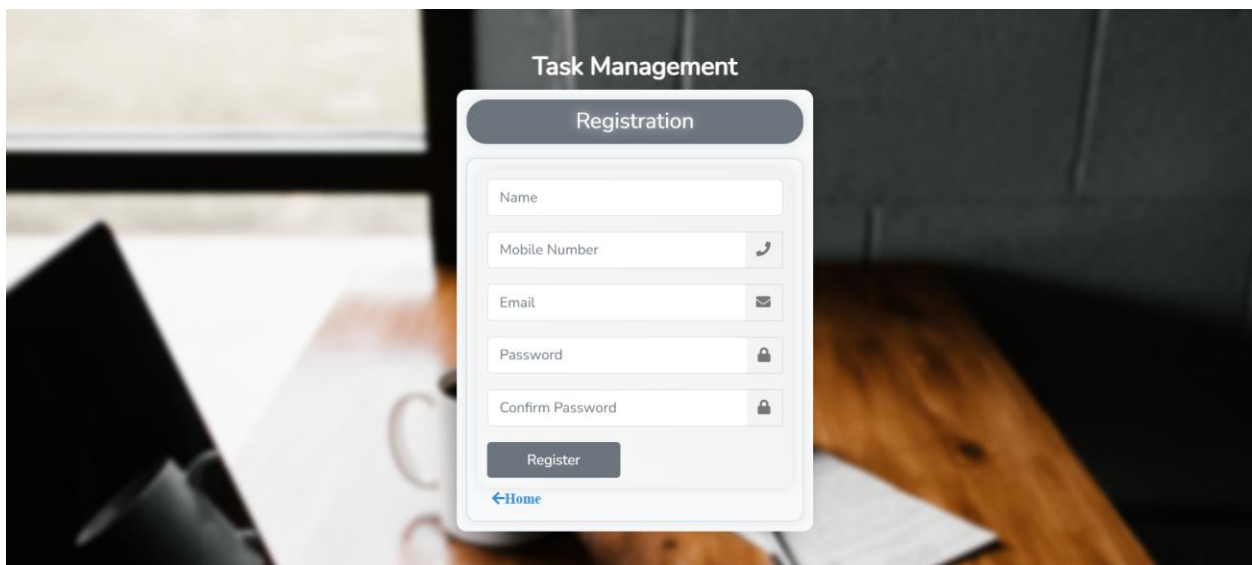 Task Management
Registration
Name
Mobile Number
Email
Password
Confirm Password
Register
←Home